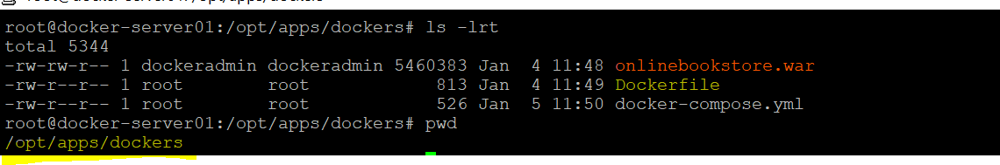 root@docker-server01:/opt/apps/dockers# ls -lrt
total 5344
-rw-rw-r-- 1 dockeradmin dockeradmin 5460383 Jan  4 11:48 onlinebookstore.war
-rw-r--r-- 1 root        root            813 Jan  4 11:49 Dockerfile
-rw-r--r-- 1 root        root            526 Jan  5 11:50 docker-compose.yml
root@docker-server01:/opt/apps/dockers# pwd
/opt/apps/dockers